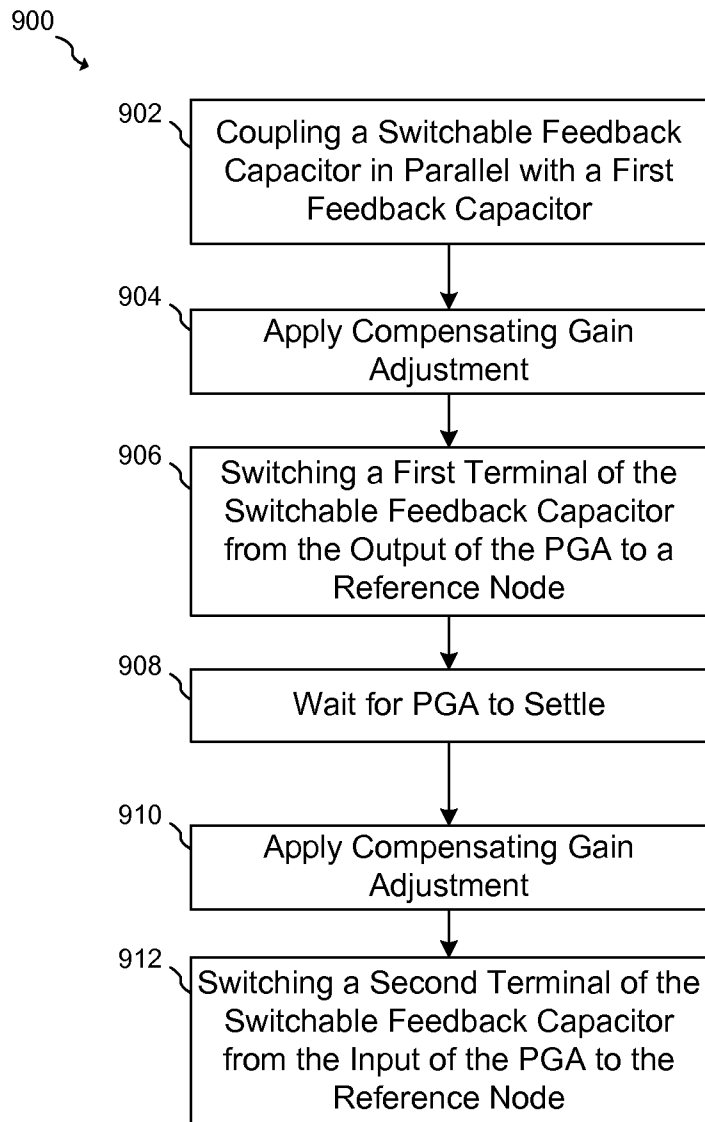 900
902
Coupling a Switchable Feedback
Capacitor in Parallel with a First
Feedback Capacitor
904
Apply Compensating Gain
Adjustment
906
Switching a First Terminal of the
Switchable Feedback Capacitor
from the Output of the PGA to a
Reference Node
908
Wait for PGA to Settle
910
Apply Compensating Gain
Adjustment
912
Switching a Second Terminal of the
Switchable Feedback Capacitor
from the Input of the PGA to the
Reference Node